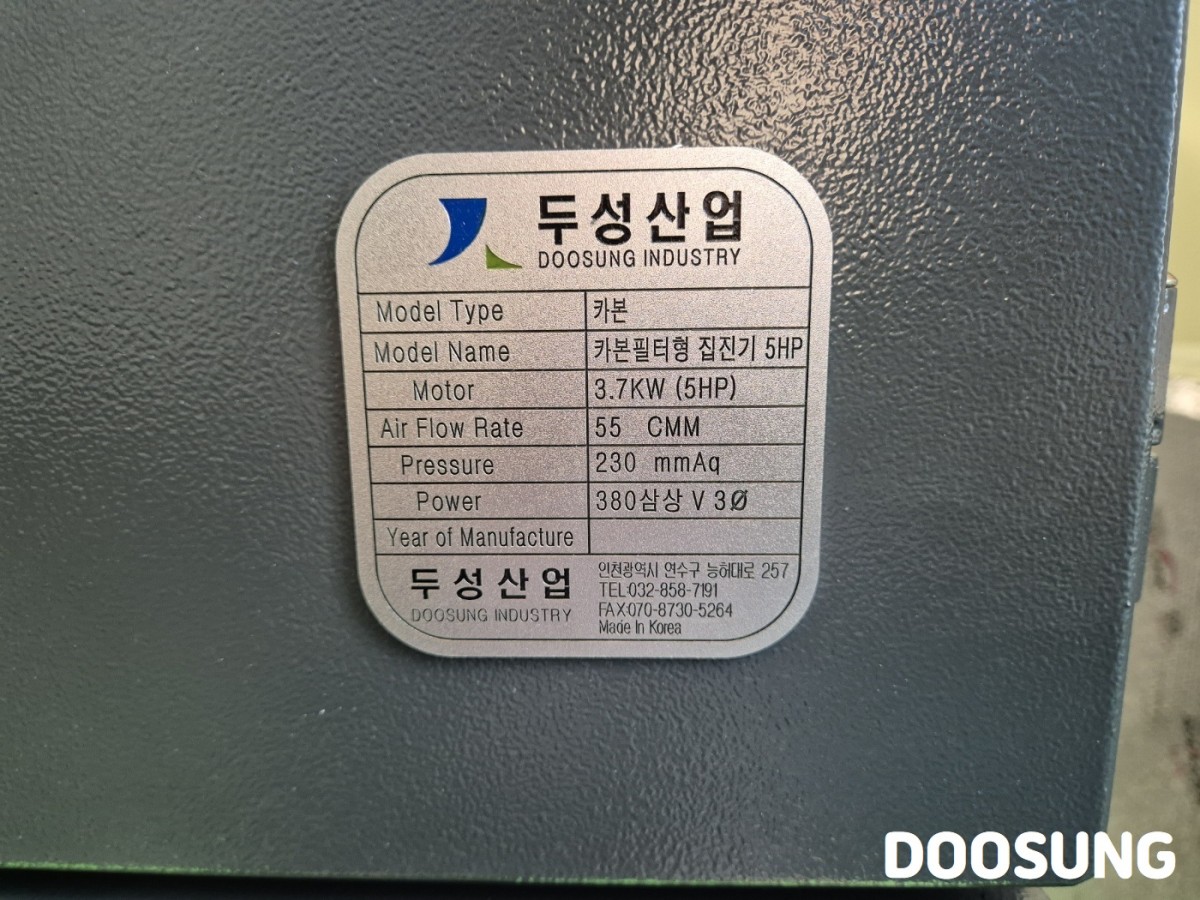 두성산업
DOOSUNG INDUSTRY
Model Type 카본
Model Name 카본필터형 집진기 5HP
Motor 3.7KW (5HP)
Air Flow Rate 55 CMM
Pressure 230 mmAq
Power 380삼상 V 3Ø
Year of Manufacture
두성산업
DOOSUNG INDUSTRY
인천광역시 연수구 능허대로 257
TEL:032-858-7191
FAX:070-8730-5264
Made In Korea
DOOSUNG